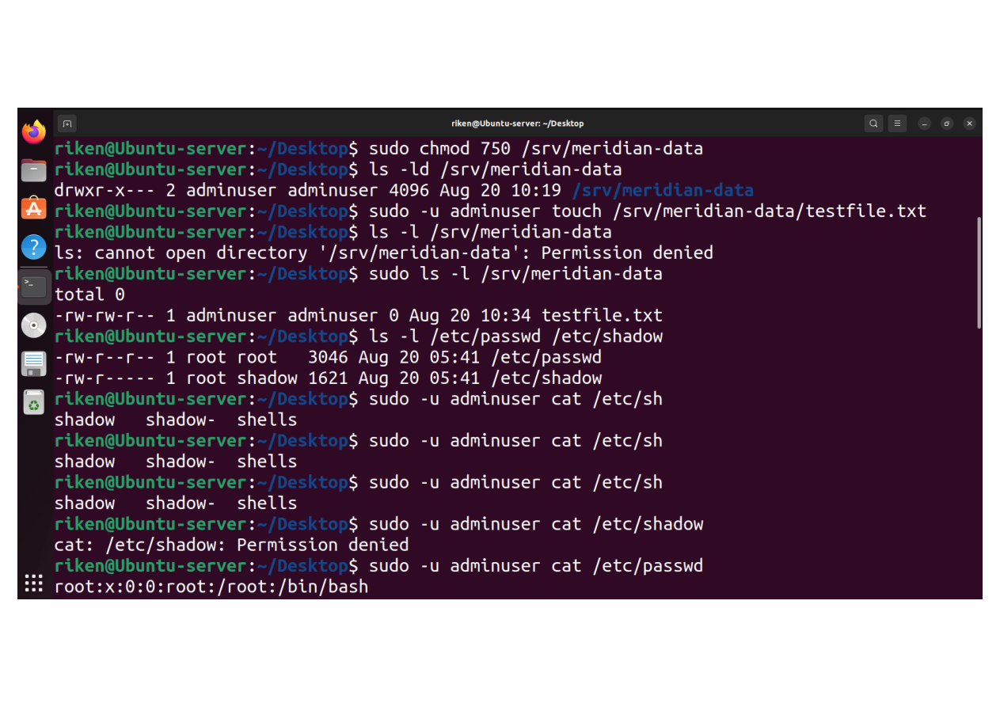 riken@Ubuntu-server: ~/Desktop
riken@Ubuntu-server:~/Desktop$ sudo chmod 750 /srv/meridian-data
riken@Ubuntu-server:~/Desktop$ ls -ld /srv/meridian-data
drwxr-x--- 2 adminuser adminuser 4096 Aug 20 10:19 /srv/meridian-data
riken@Ubuntu-server:~/Desktop$ sudo -u adminuser touch /srv/meridian-data/testfile.txt
riken@Ubuntu-server:~/Desktop$ ls -l /srv/meridian-data
ls: cannot open directory '/srv/meridian-data': Permission denied
riken@Ubuntu-server:~/Desktop$ sudo ls -l /srv/meridian-data
total 0
-rw-rw-r-- 1 adminuser adminuser 0 Aug 20 10:34 testfile.txt
riken@Ubuntu-server:~/Desktop$ ls -l /etc/passwd /etc/shadow
-rw-r--r-- 1 root root   3046 Aug 20 05:41 /etc/passwd
-rw-r----- 1 root shadow 1621 Aug 20 05:41 /etc/shadow
riken@Ubuntu-server:~/Desktop$ sudo -u adminuser cat /etc/sh
shadow   shadow-  shells
riken@Ubuntu-server:~/Desktop$ sudo -u adminuser cat /etc/sh
shadow   shadow-  shells
riken@Ubuntu-server:~/Desktop$ sudo -u adminuser cat /etc/sh
shadow   shadow-  shells
riken@Ubuntu-server:~/Desktop$ sudo -u adminuser cat /etc/shadow
cat: /etc/shadow: Permission denied
riken@Ubuntu-server:~/Desktop$ sudo -u adminuser cat /etc/passwd
root:x:0:0:root:/root:/bin/bash